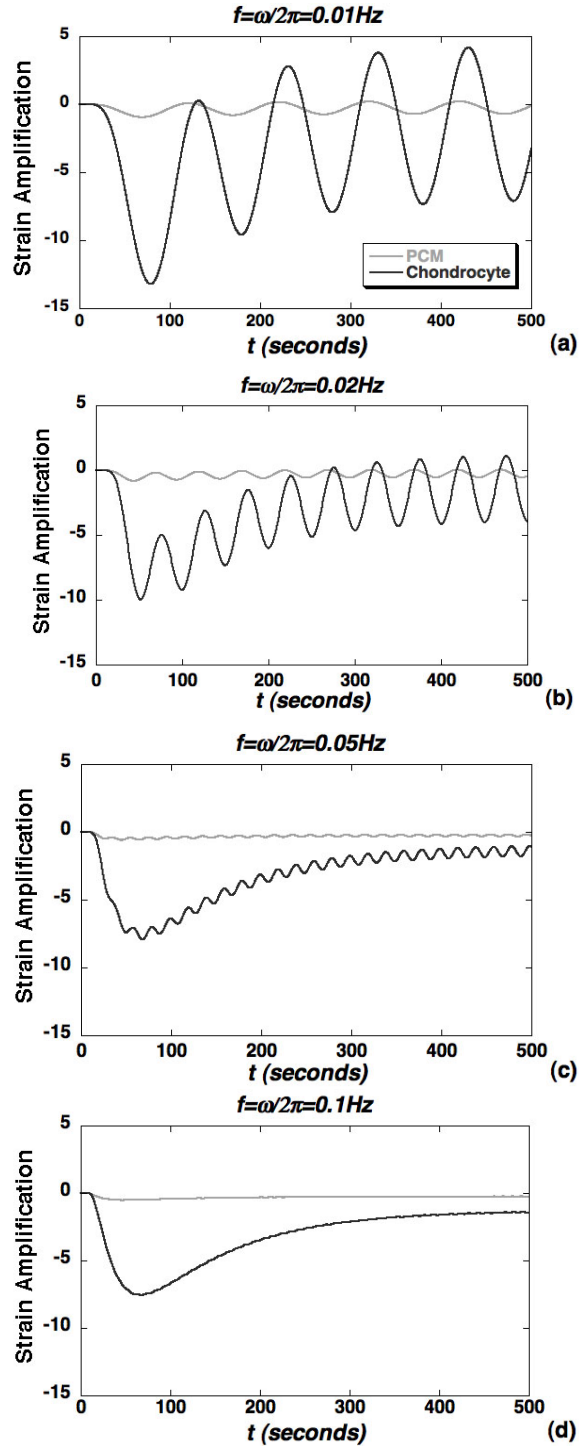 f=ω/2π=0.01Hz
Strain Amplification
5
0
-5
-10
-15
PCM
Chondrocyte
0 100 200 300 400 500
t (seconds)
(a)
f=ω/2π=0.02Hz
Strain Amplification
5
0
-5
-10
-15
0 100 200 300 400 500
t (seconds)
(b)
f=ω/2π=0.05Hz
Strain Amplification
5
0
-5
-10
-15
0 100 200 300 400 500
t (seconds)
(c)
f=ω/2π=0.1Hz
Strain Amplification
5
0
-5
-10
-15
0 100 200 300 400 500
t (seconds)
(d)